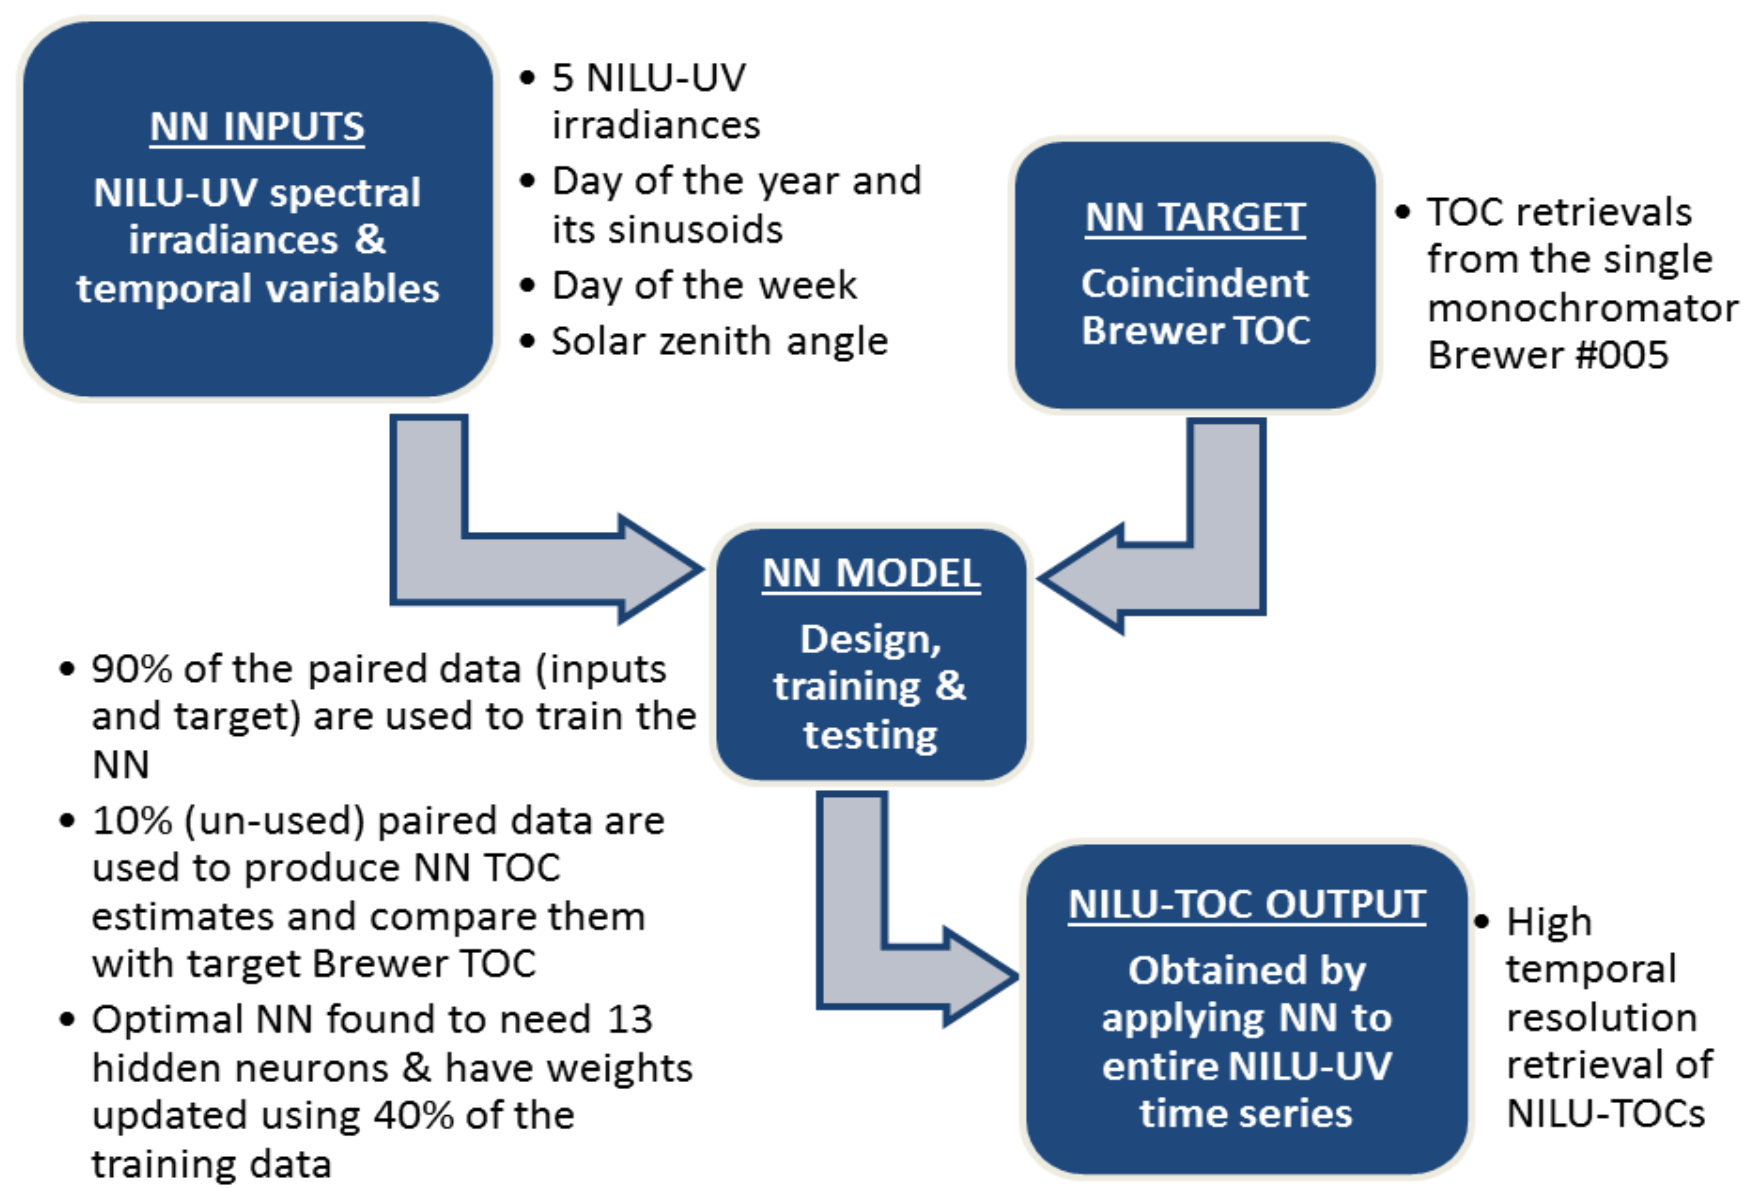 NN INPUTS
NILU-UV spectral
irradiances &
temporal variables
• 5 NILU-UV
irradiances
• Day of the year and
its sinusoids
• Day of the week
• Solar zenith angle
NN TARGET
Coincindent
Brewer TOC
• TOC retrievals
from the single
monochromator
Brewer #005
NN MODEL
Design,
training &
testing
• 90% of the paired data (inputs
and target) are used to train the
NN
• 10% (un-used) paired data are
used to produce NN TOC
estimates and compare them
with target Brewer TOC
• Optimal NN found to need 13
hidden neurons & have weights
updated using 40% of the
training data
NILU-TOC OUTPUT
Obtained by
applying NN to
entire NILU-UV
time series
• High
temporal
resolution
retrieval of
NILU-TOCs